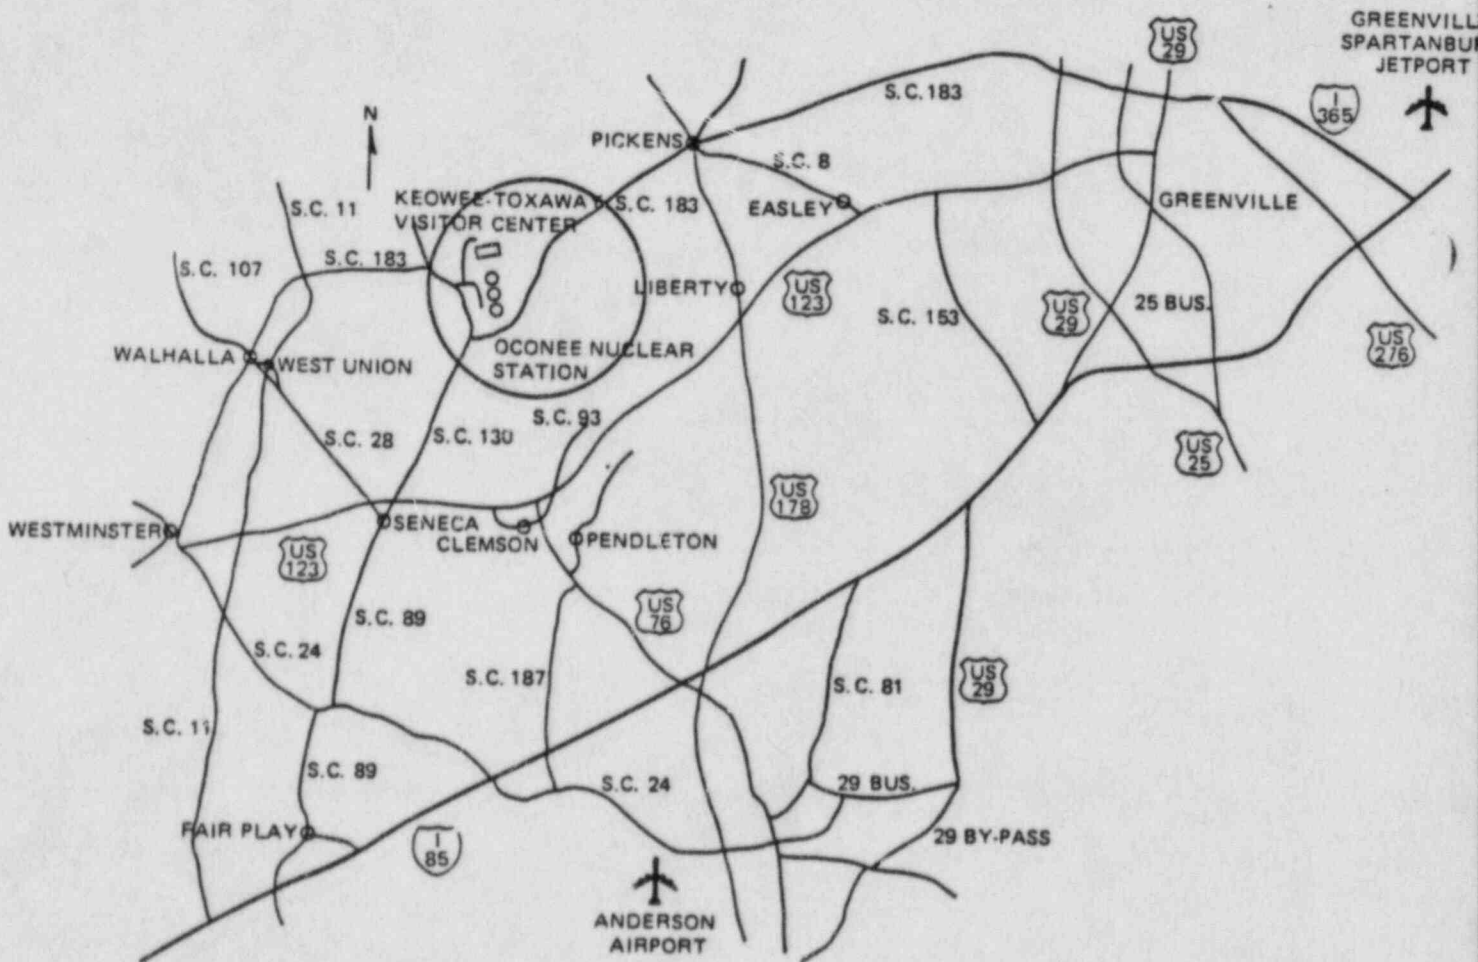 US
29
GREENVILL
SPARTANBU
JETPORT
I
365
S.C. 183
N
PICKENS
S.C. 8
KEOWEE-TOXAWA
VISITOR CENTER
S.C. 183
EASLEY
GREENVILLE
S.C. 11
S.C. 183
S.C. 107
LIBERTY
US
123
S.C. 153
US
29
25 BUS.
US
276
WALHALLA
WEST UNION
OCONEE NUCLEAR
STATION
S.C. 93
S.C. 28
S.C. 130
US
25
US
178
WESTMINSTER
SENECA
CLEMSON
PENDLETON
US
123
S.C. 89
US
76
S.C. 24
S.C. 187
S.C. 81
US
29
S.C. 11
S.C. 89
S.C. 24
29 BUS.
FAIR PLAY
I
85
29 BY-PASS
ANDERSON
AIRPORT